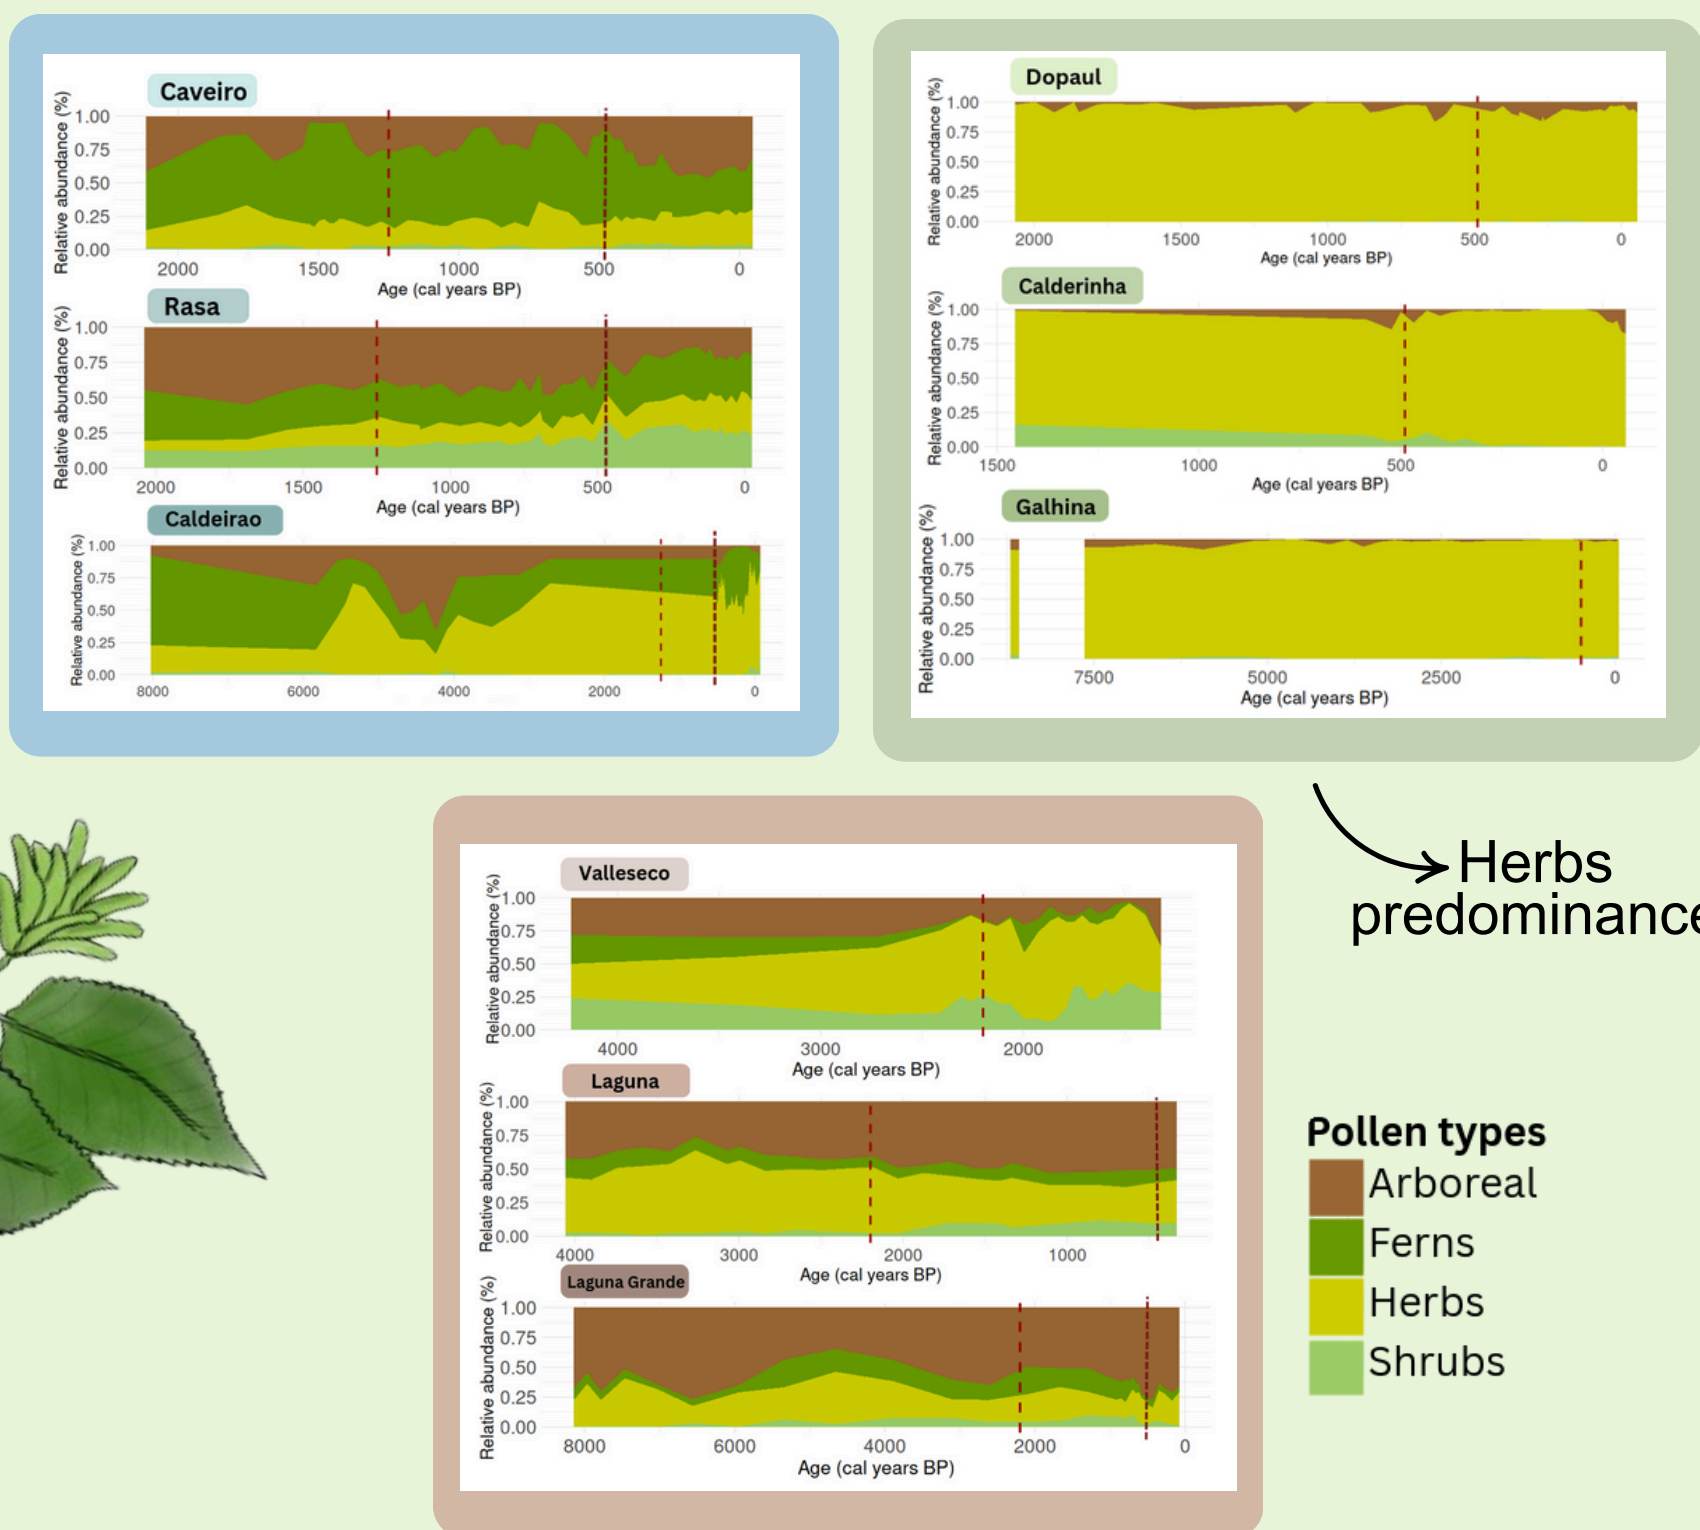 Caveiro
Relative abundance (%)
1.00
0.75
0.50
0.25
0.00
2000 1500 1000 500 0
Age (cal years BP)
Rasa
Relative abundance (%)
1.00
0.75
0.50
0.25
0.00
2000 1500 1000 500 0
Age (cal years BP)
Caldeirao
Relative abundance (%)
1.00
0.75
0.50
0.25
0.00
8000 6000 4000 2000 0
Dopaul
Relative abundance (%)
1.00
0.75
0.50
0.25
0.00
2000 1500 1000 500 0
Age (cal years BP)
Calderinha
Relative abundance (%)
1.00
0.75
0.50
0.25
0.00
1500 1000 500 0
Age (cal years BP)
Galhina
Relative abundance (%)
1.00
0.75
0.50
0.25
0.00
7500 5000 2500 0
Age (cal years BP)
Herbs
predominance
Valleseco
Relative abundance (%)
1.00
0.75
0.50
0.25
0.00
4000 3000 2000
Age (cal years BP)
Laguna
Relative abundance (%)
1.00
0.75
0.50
0.25
0.00
4000 3000 2000 1000
Age (cal years BP)
Laguna Grande
Relative abundance (%)
1.00
0.75
0.50
0.25
0.00
8000 6000 4000 2000 0
Age (cal years BP)
Pollen types
Arboreal
Ferns
Herbs
Shrubs